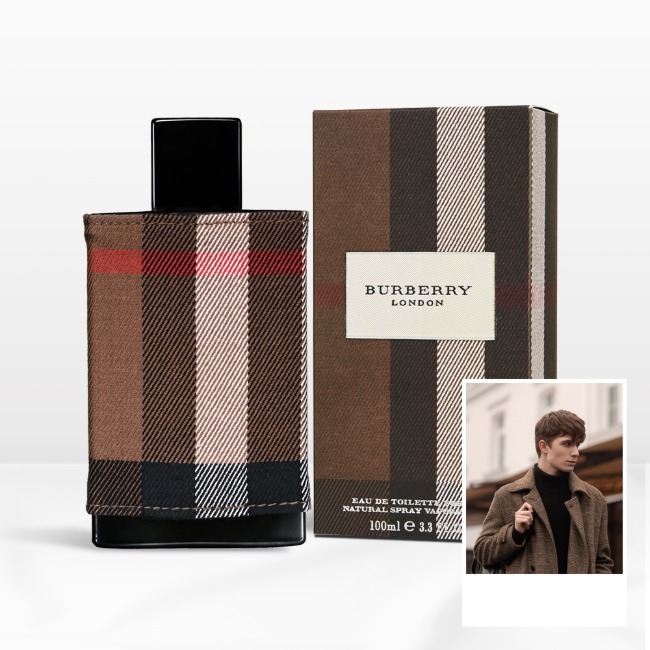 BURBERRY
LONDON
EAU DE TOILETTE
NATURAL SPRAY
100ml e 3.3